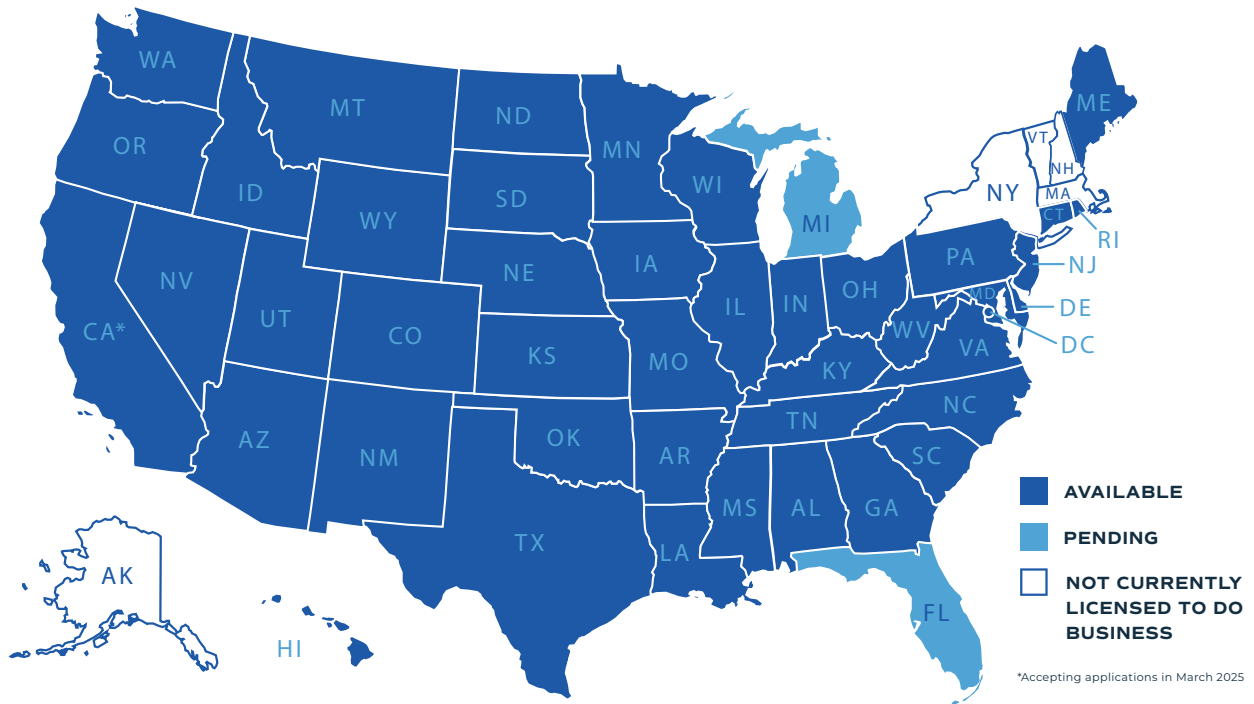 WA
MT
ND
MN
ME
OR
ID
SD
WI
VT
NH
WY
NY
MA
MI
CT
RI
NV
NE
IA
PA
NJ
CA*
UT
CO
IL
IN
OH
MD
DE
WV
DC
KS
MO
VA
KY
AZ
NM
OK
TN
NC
AR
SC
TX
MS
AL
GA
LA
AK
FL
HI
AVAILABLE
PENDING
NOT CURRENTLY
LICENSED TO DO
BUSINESS
*Accepting applications in March 2025